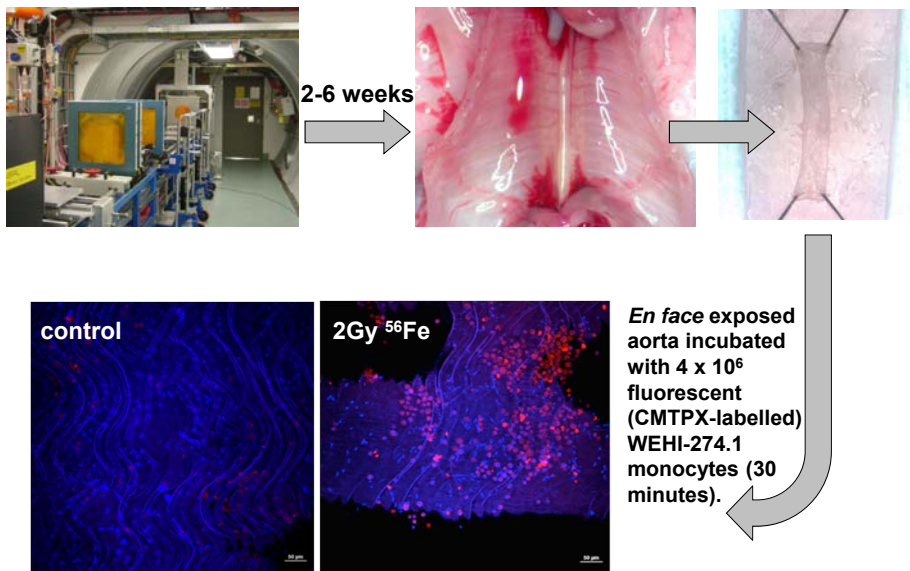 2-6 weeks
control
2Gy ⁵⁶Fe
En face exposed
aorta incubated
with 4 x 10⁶
fluorescent
(CMTPX-labelled)
WEHI-274.1
monocytes (30
minutes).
50 μm
50 μm